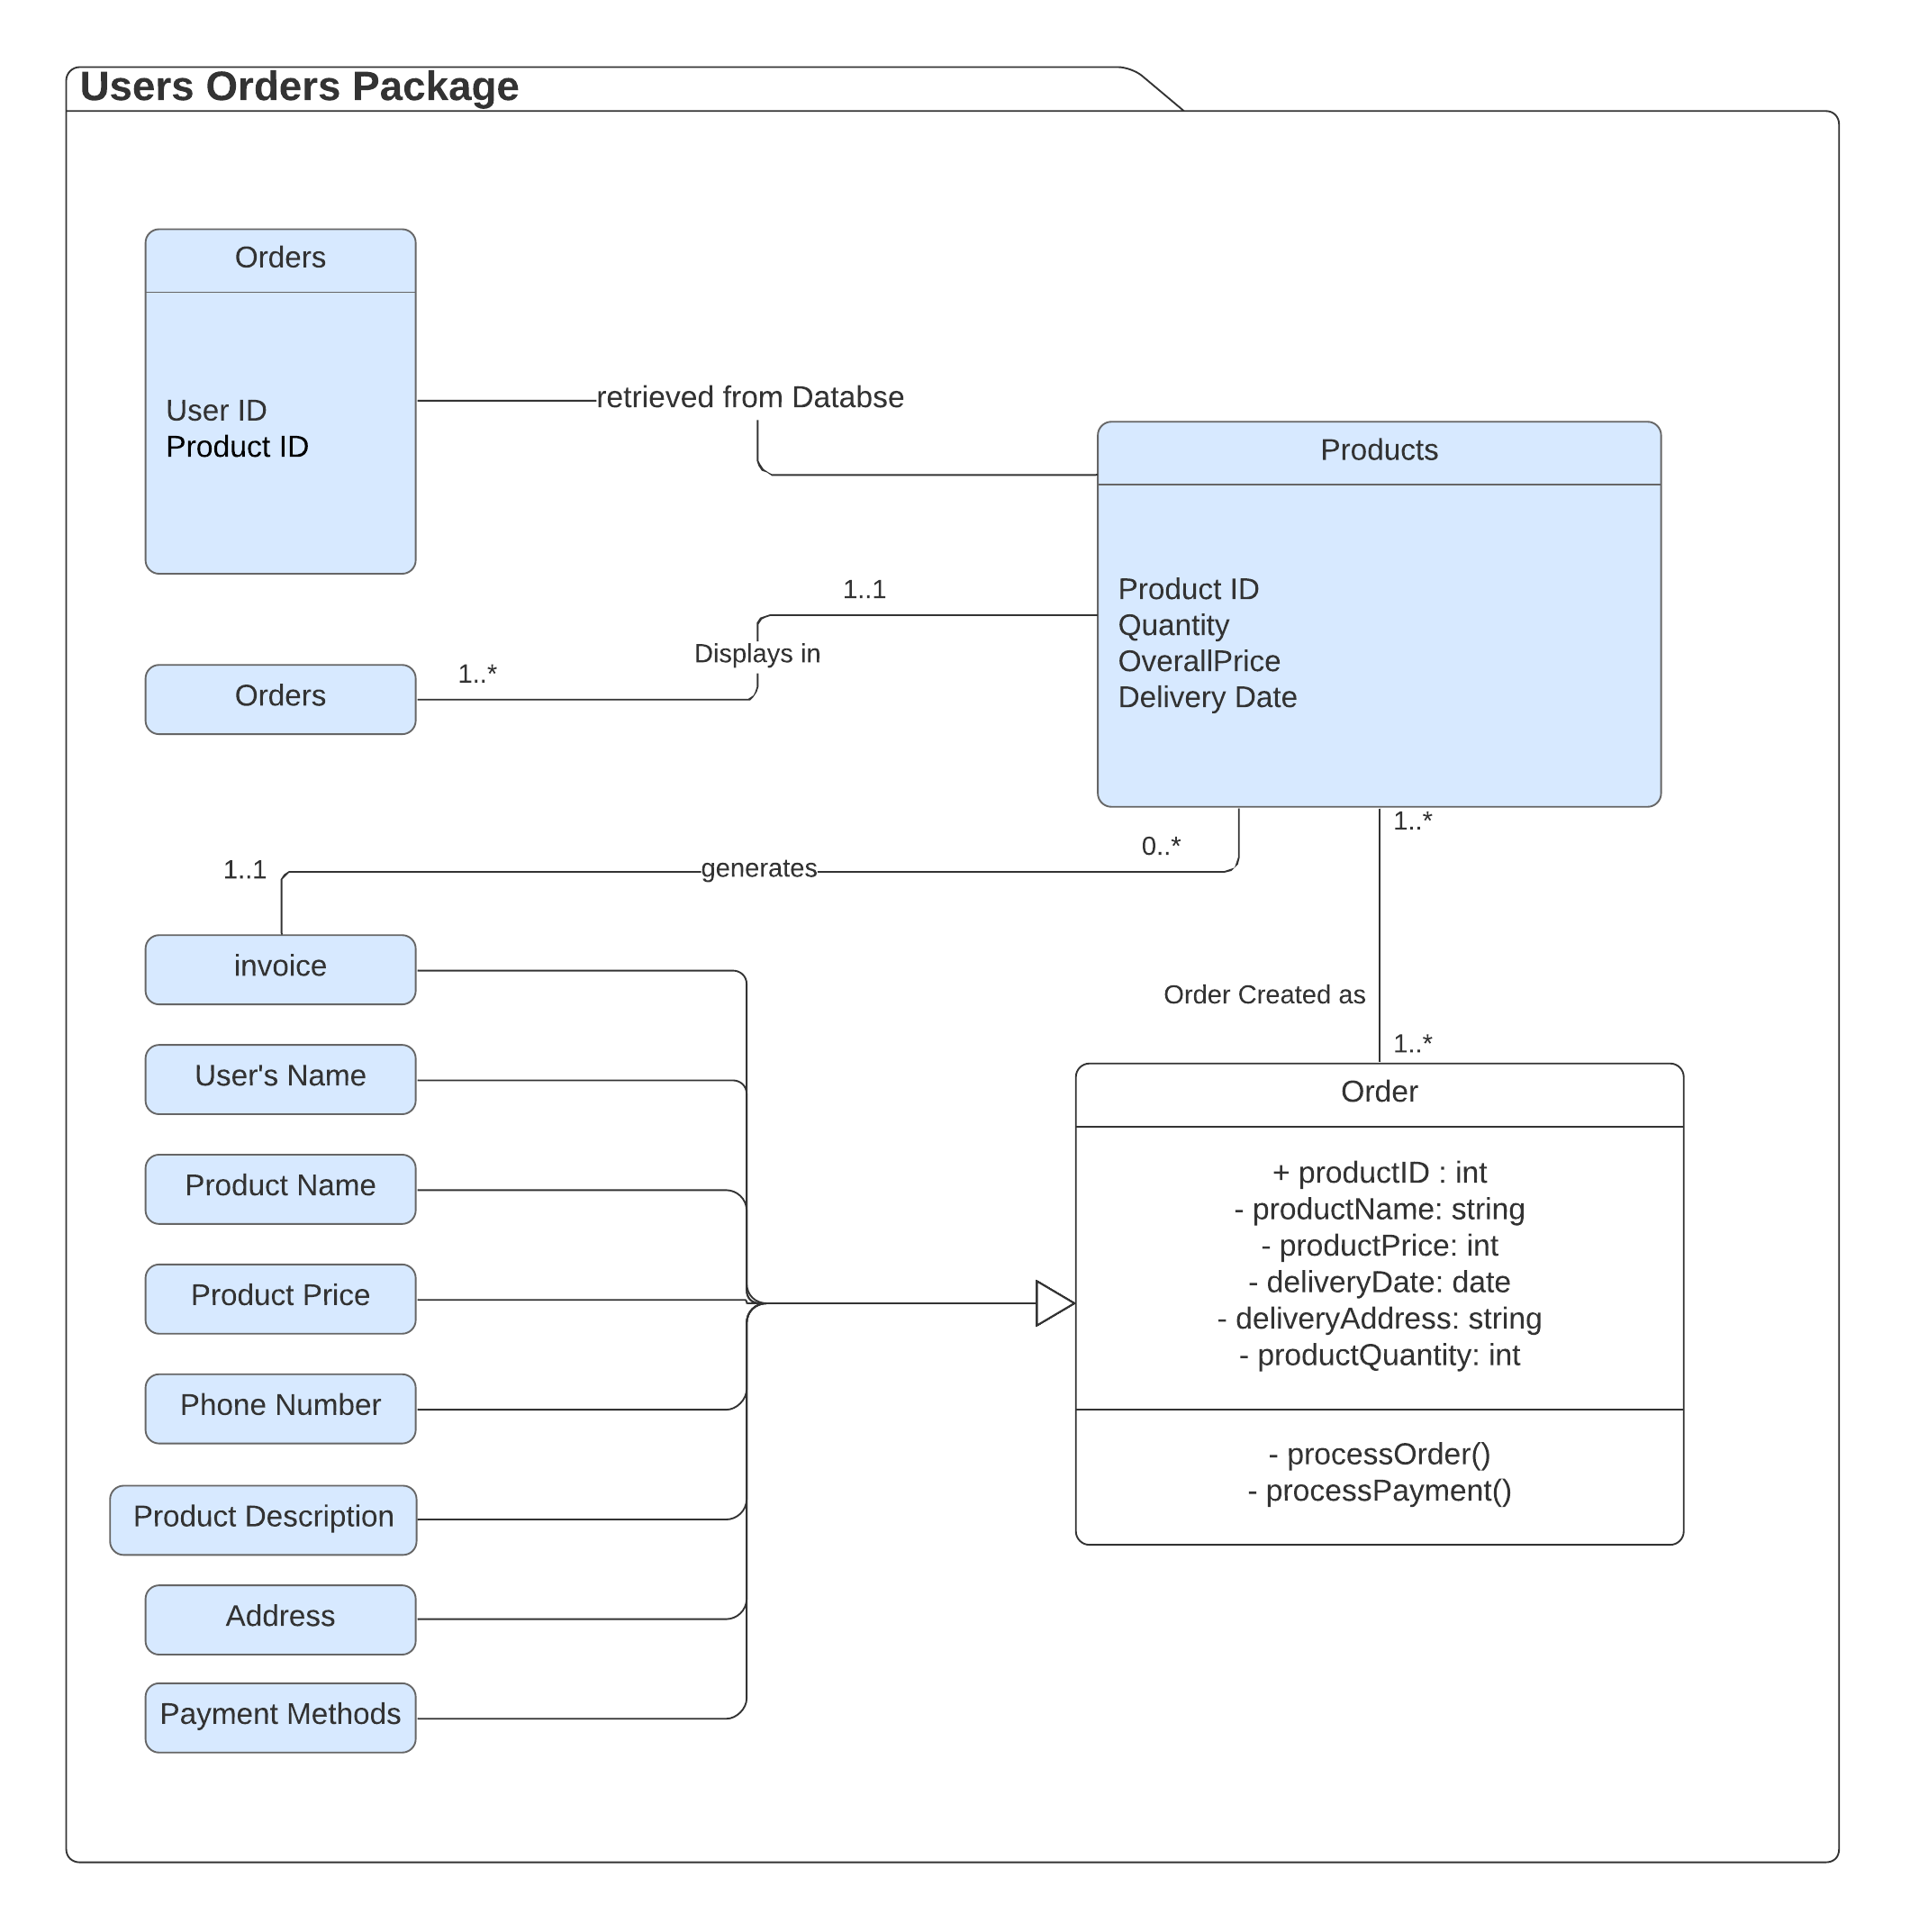 Users Orders Package
Orders
User ID
Product ID
retrieved from Databse
Products
Product ID
Quantity
OverallPrice
Delivery Date
1..1
Displays in
1..*
Orders
1..*
0..*
1..1
generates
invoice
Order Created as
1..*
User's Name
Product Name
Product Price
Phone Number
Product Description
Address
Payment Methods
Order
+ productID : int
- productName: string
- productPrice: int
- deliveryDate: date
- deliveryAddress: string
- productQuantity: int
- processOrder()
- processPayment()